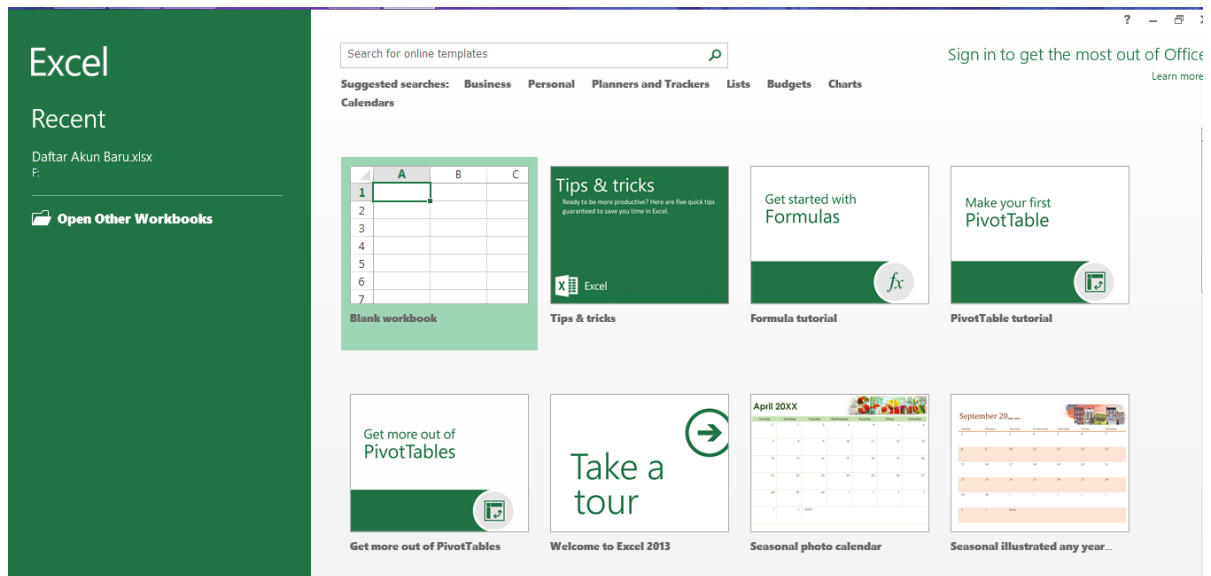 ? 
Excel
Recent
Daftar Akun Baru.xlsx
F:
Open Other Workbooks
Search for online templates
Sign in to get the most out of Office
Learn more
Suggested searches: Business Personal Planners and Trackers Lists Budgets Charts
Calendars
A B C
1
2
3
4
5
6
7
Blank workbook
Tips & tricks
Ready to be more productive? Here are five quick tips
guaranteed to save you time in Excel.
Excel
Tips & tricks
Get started with
Formulas
fx
Formula tutorial
Make your first
PivotTable
PivotTable tutorial
Get more out of
PivotTables
Get more out of PivotTables
Take a
tour
Welcome to Excel 2013
April 20XX
Spring
Seasonal photo calendar
September 20__
Seasonal illustrated any year...